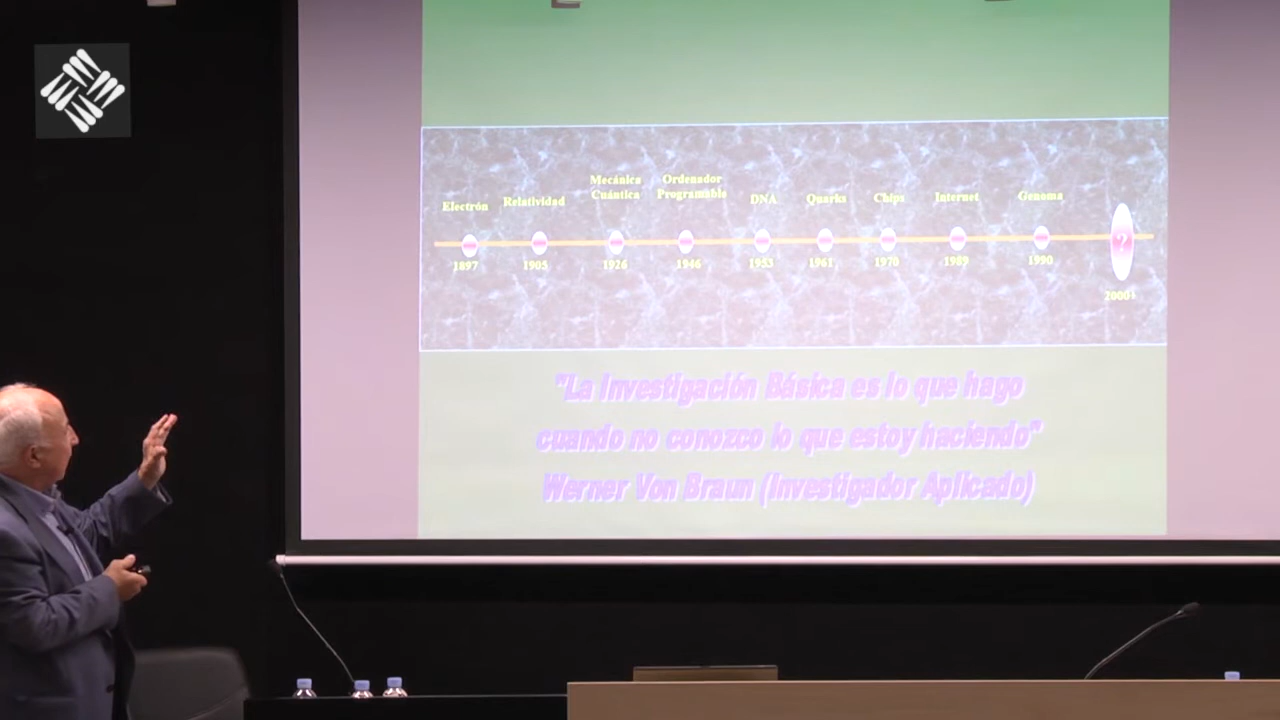 Mecánica Ordenador
Electrón Relatividad Cuántica Programable DNA Quarks Chips Internet Genoma
?
1897 1905 1926 1946 1953 1961 1970 1989 1990
2000+
"La Investigación Básica es lo que hago
cuando no conozco lo que estoy haciendo"
Werner Von Braun (Investigador Aplicado)